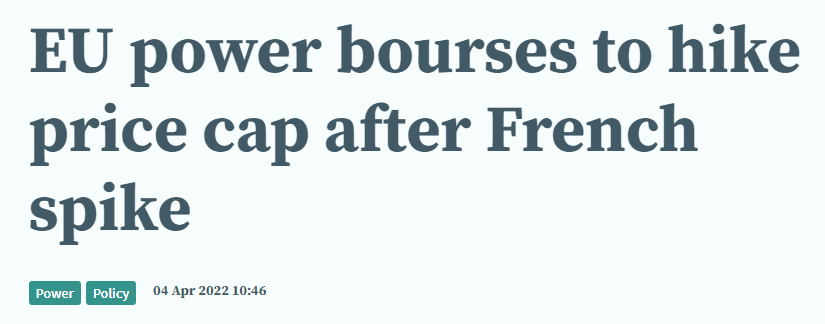 EU power bourses to hike
price cap after French
spike
Power Policy 04 Apr 2022 10:46